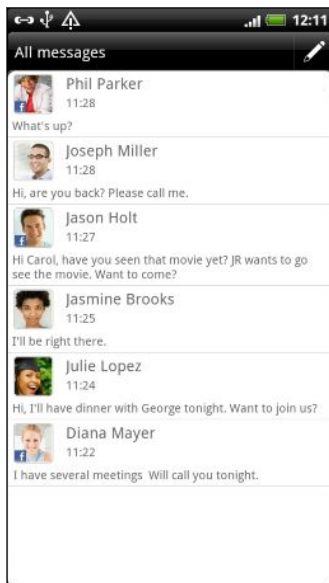 12:11
All messages
Phil Parker
11:28
What's up?
Joseph Miller
11:28
Hi, are you back? Please call me.
Jason Holt
11:27
Hi Carol, have you seen that movie yet? JR wants to go
see the movie. Want to come?
Jasmine Brooks
11:25
I'll be right there.
Julie Lopez
11:24
Hi, I'll have dinner with George tonight. Want to join us?
Diana Mayer
11:22
I have several meetings  Will call you tonight.